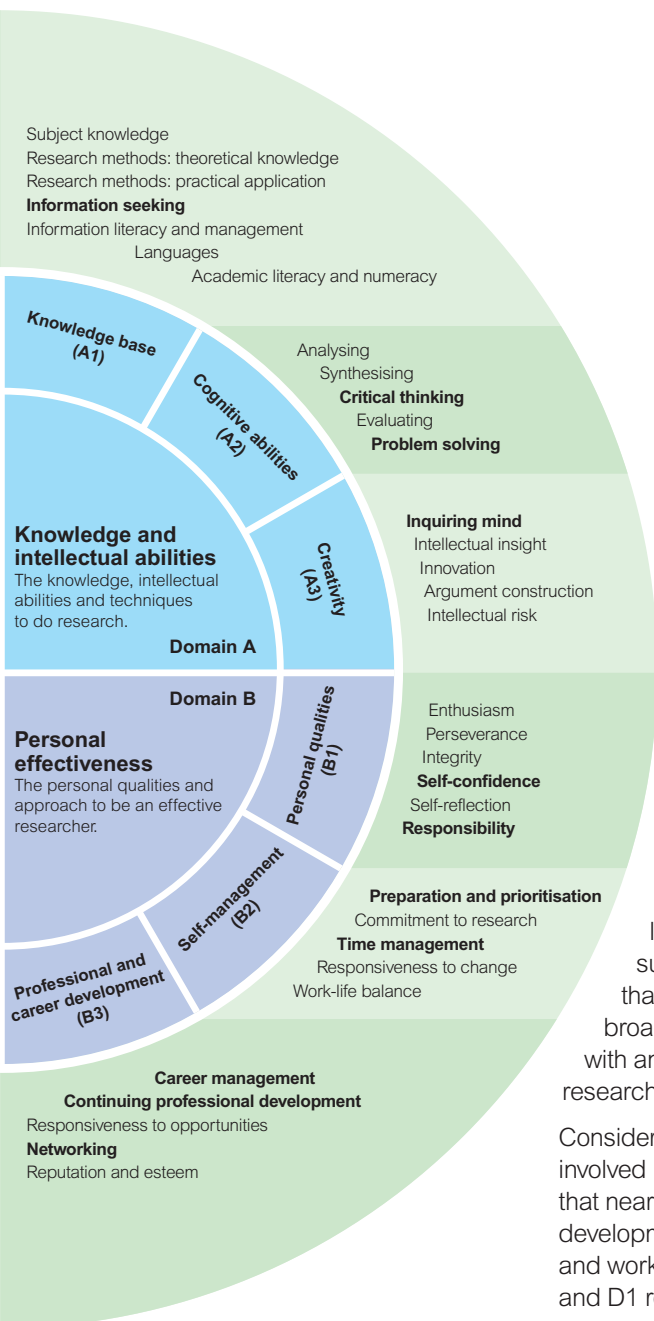 Subject knowledge
Research methods: theoretical knowledge
Research methods: practical application
Information seeking
Information literacy and management
Languages
Academic literacy and numeracy
Knowledge base
(A1)
Cognitive abilities
(A2)
Analysing
Synthesising
Critical thinking
Evaluating
Problem solving
Creativity
(A3)
Inquiring mind
Intellectual insight
Innovation
Argument construction
Intellectual risk
Knowledge and
intellectual abilities
The knowledge, intellectual
abilities and techniques
to do research.
Domain A
Domain B
Personal
effectiveness
The personal qualities and
approach to be an effective
researcher.
Personal qualities
(B1)
Enthusiasm
Perseverance
Integrity
Self-confidence
Self-reflection
Responsibility
Self-management
(B2)
Preparation and prioritisation
Commitment to research
Time management
Responsiveness to change
Work-life balance
Professional and
career development
(B3)
Career management
Continuing professional development
Responsiveness to opportunities
Networking
Reputation and esteem
su
tha
broa
with ar
research
Consider
involved
that near
developm
and work
and D1 r